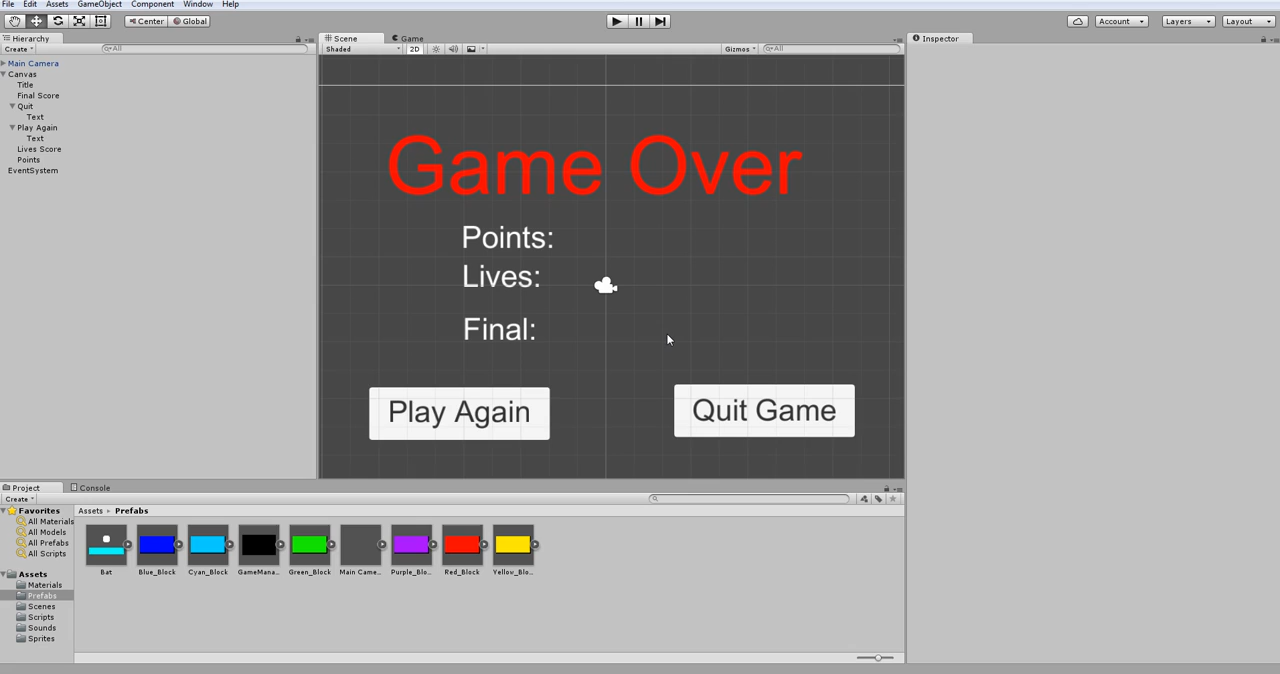 File Edit Assets GameObject Component Window Help
Center Global Account Layers Layout
Hierarchy Scene Game Inspector
Create All Shaded 2D Gizmos All
Main Camera
Canvas
Title
Final Score
Quit
Text
Play Again
Text
Lives Score
Points
EventSystem
Game Over
Points:
Lives:
Final:
Play Again Quit Game
Project Console
Create
Favorites
All Materials
All Models
All Prefabs
All Scripts
Assets
Materials
Prefabs
Scenes
Scripts
Sounds
Sprites
Assets Prefabs
Bat Blue_Block Cyan_Block GameMana... Green_Block Main Came... Purple_Blo... Red_Block Yellow_Blo...